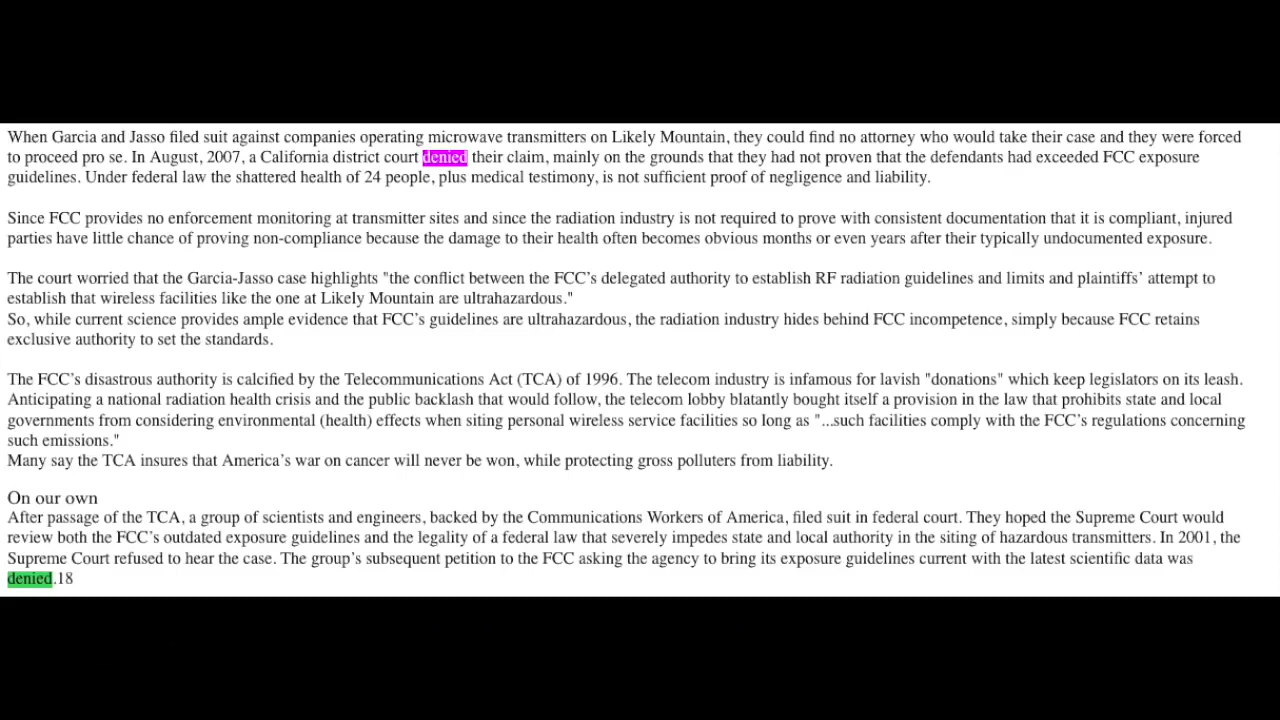 When Garcia and Jasso filed suit against companies operating microwave transmitters on Likely Mountain, they could find no attorney who would take their case and they were forced
to proceed pro se. In August, 2007, a California district court denied their claim, mainly on the grounds that they had not proven that the defendants had exceeded FCC exposure
guidelines. Under federal law the shattered health of 24 people, plus medical testimony, is not sufficient proof of negligence and liability.
Since FCC provides no enforcement monitoring at transmitter sites and since the radiation industry is not required to prove with consistent documentation that it is compliant, injured
parties have little chance of proving non-compliance because the damage to their health often becomes obvious months or even years after their typically undocumented exposure.
The court worried that the Garcia-Jasso case highlights "the conflict between the FCC's delegated authority to establish RF radiation guidelines and limits and plaintiffs' attempt to
establish that wireless facilities like the one at Likely Mountain are ultrahazardous."
So, while current science provides ample evidence that FCC's guidelines are ultrahazardous, the radiation industry hides behind FCC incompetence, simply because FCC retains
exclusive authority to set the standards.
The FCC's disastrous authority is calcified by the Telecommunications Act (TCA) of 1996. The telecom industry is infamous for lavish "donations" which keep legislators on its leash.
Anticipating a national radiation health crisis and the public backlash that would follow, the telecom lobby blatantly bought itself a provision in the law that prohibits state and local
governments from considering environmental (health) effects when siting personal wireless service facilities so long as "...such facilities comply with the FCC's regulations concerning
such emissions."
Many say the TCA insures that America's war on cancer will never be won, while protecting gross polluters from liability.
On our own
After passage of the TCA, a group of scientists and engineers, backed by the Communications Workers of America, filed suit in federal court. They hoped the Supreme Court would
review both the FCC's outdated exposure guidelines and the legality of a federal law that severely impedes state and local authority in the siting of hazardous transmitters. In 2001, the
Supreme Court refused to hear the case. The group's subsequent petition to the FCC asking the agency to bring its exposure guidelines current with the latest scientific data was
denied.18